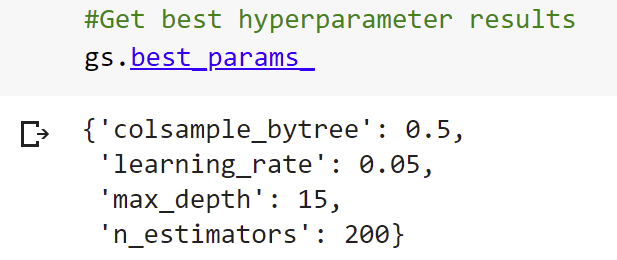 #Get best hyperparameter results
gs.best_params_
{'colsample_bytree': 0.5,
'learning_rate': 0.05,
'max_depth': 15,
'n_estimators': 200}